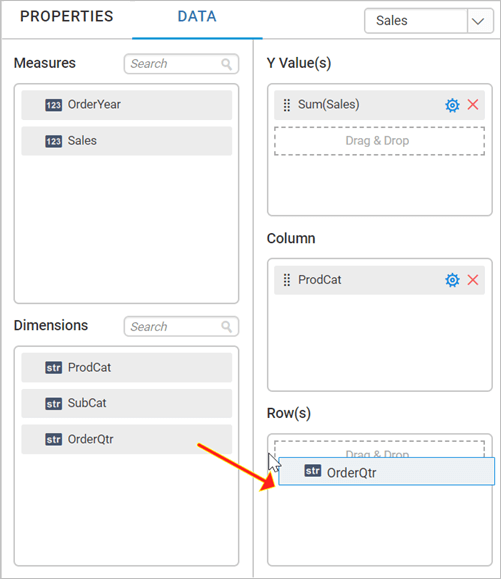 PROPERTIES DATA Sales
Measures Search
123 OrderYear
123 Sales
Dimensions Search
str ProdCat
str SubCat
str OrderQtr
Y Value(s)
Sum(Sales)
Drag & Drop
Column
ProdCat
Row(s)
Drag & Drop
str OrderQtr